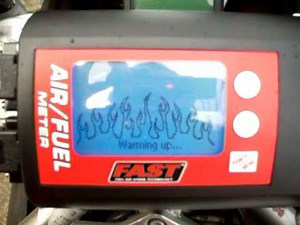 AIR/FUEL
METER
Warming up...
FAST